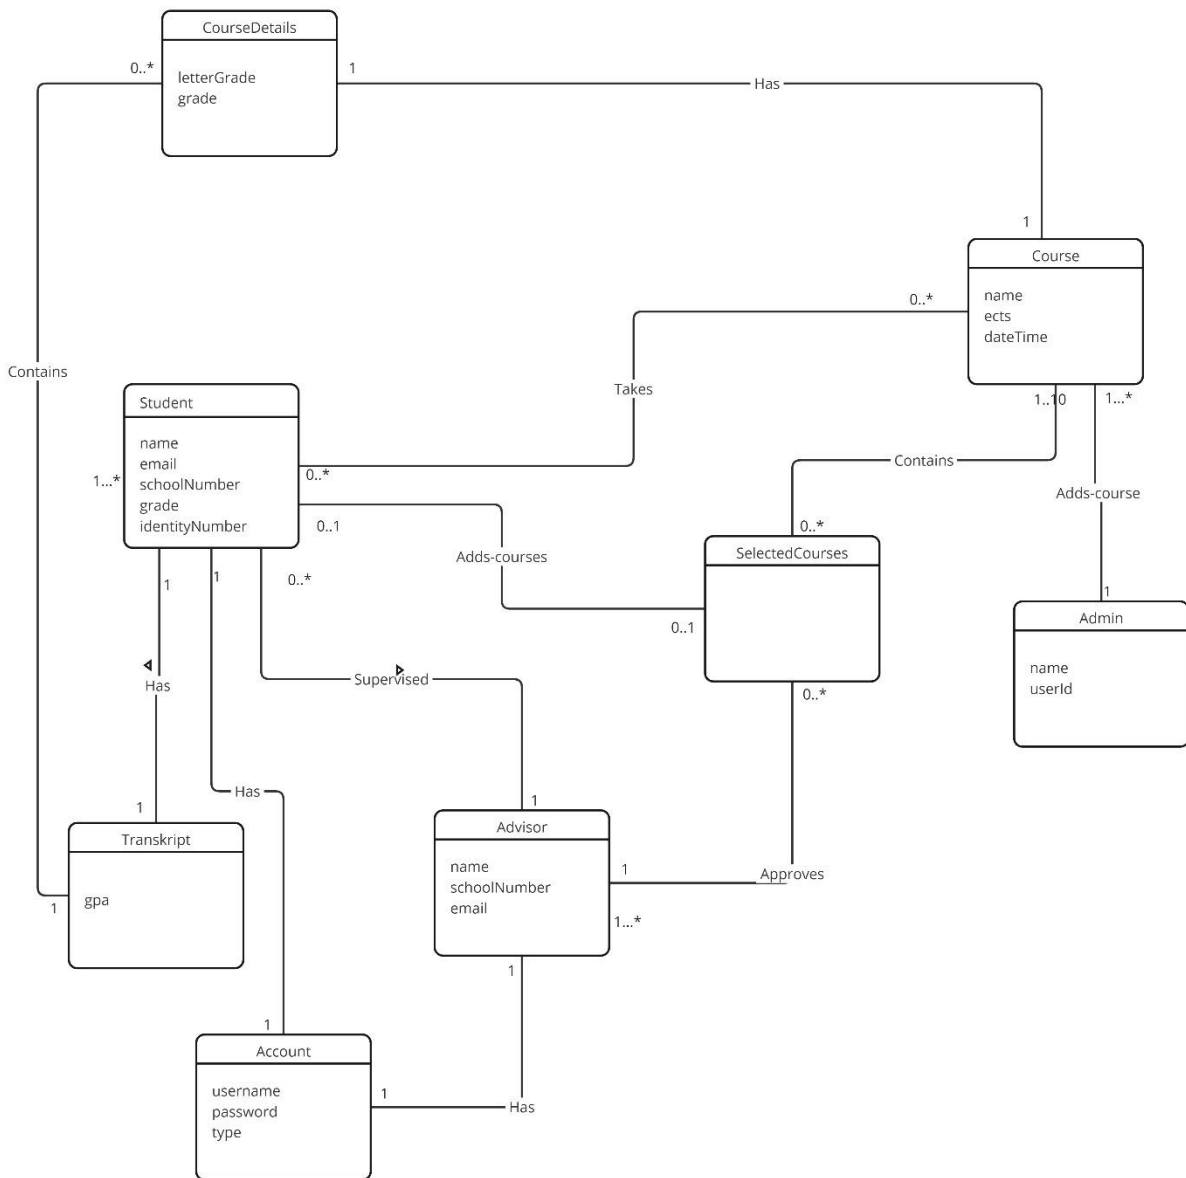 CourseDetails
0..*
1
letterGrade
Has
grade
1
Course
name
0..*
ects
dateTime
Contains
Takes
1..10
1...*
Student
name
email
Contains
0..*
1...*
schoolNumber
Adds-course
grade
0..1
0..*
identityNumber
SelectedCourses
Adds-courses
1
1
0..*
1
0..1
Admin
name
Has
Supervised
userId
0..*
Has
1
1
Transkript
Advisor
name
1
Approves
schoolNumber
gpa
email
1
1...*
1
1
Account
username
1
password
Has
type